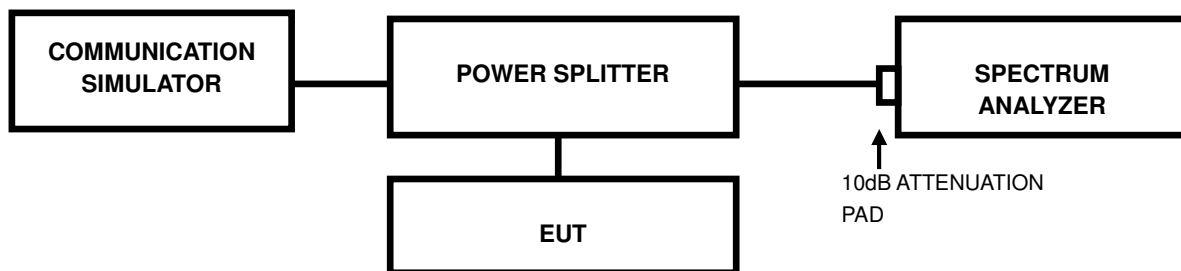 COMMUNICATION
SIMULATOR
POWER SPLITTER
SPECTRUM
ANALYZER
10dB ATTENUATION
PAD
EUT